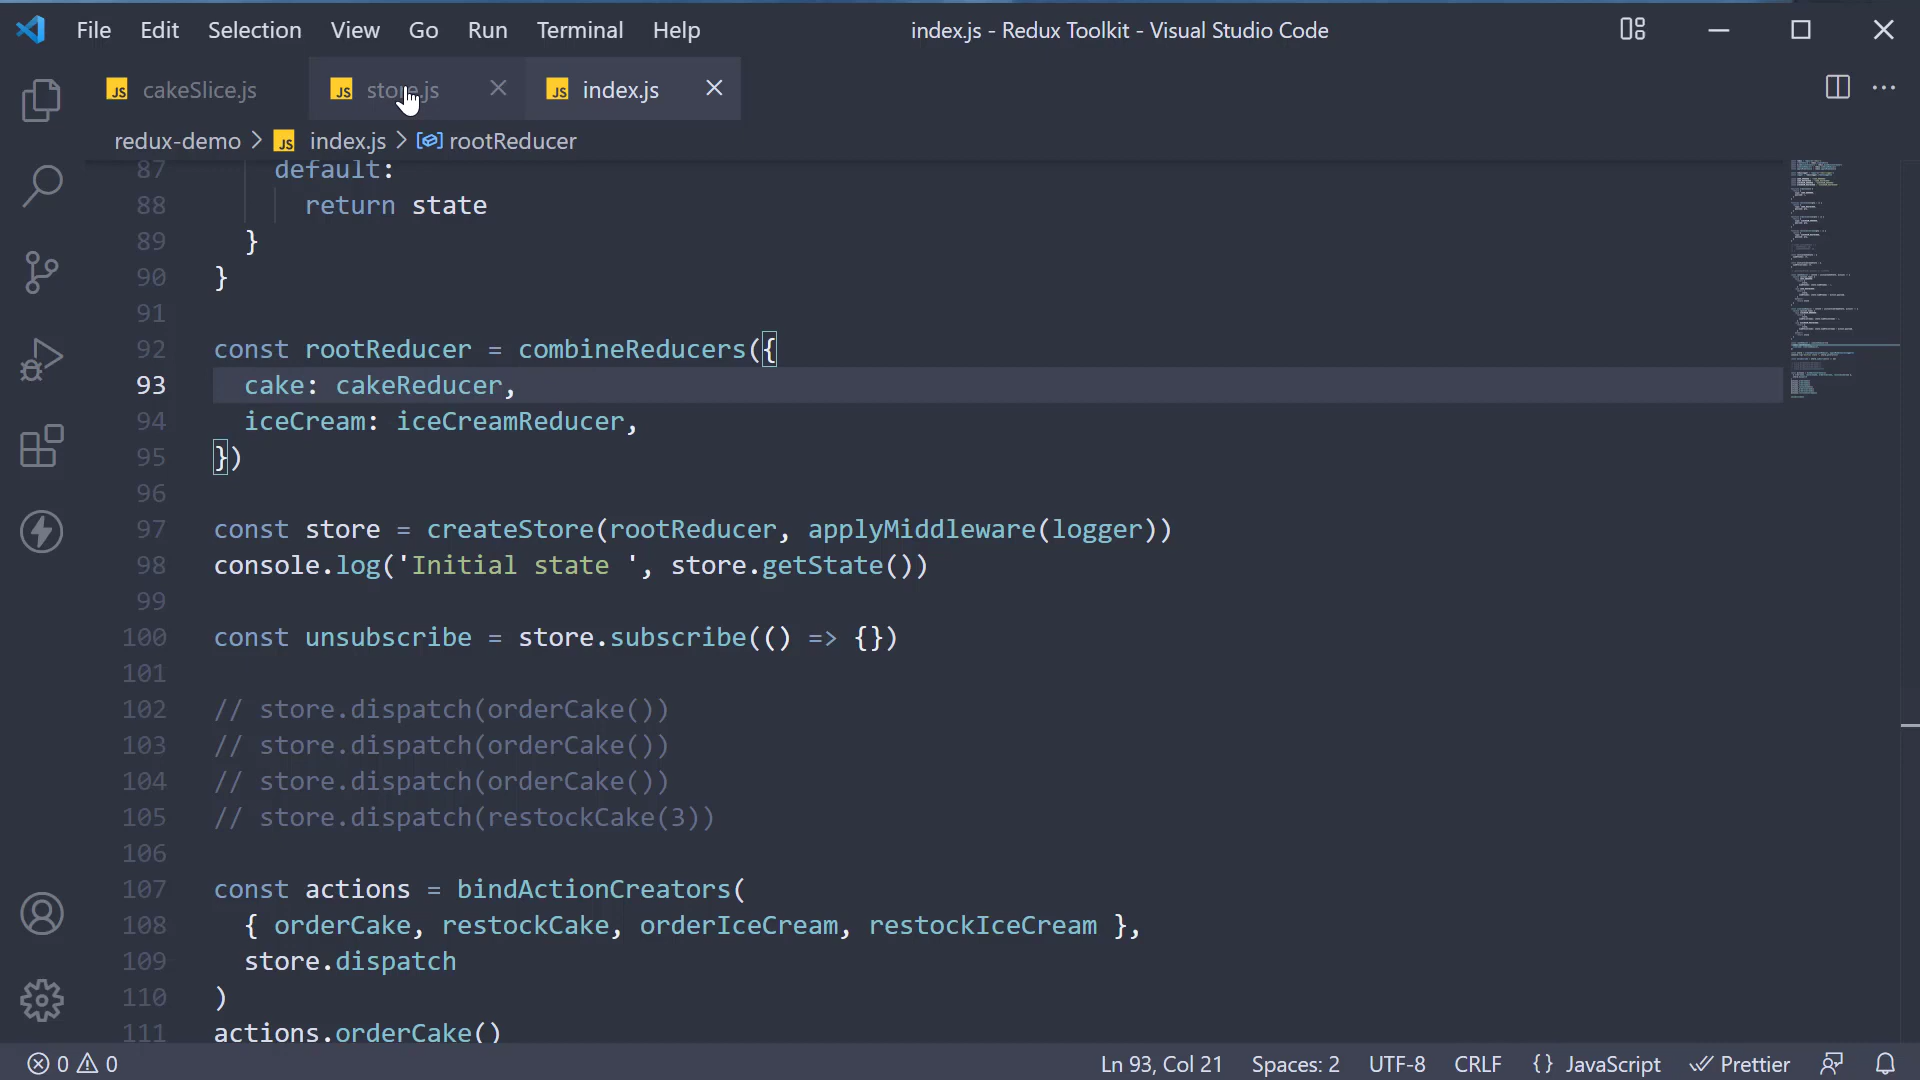 File Edit Selection View Go Run Terminal Help index.js - Redux Toolkit - Visual Studio Code
JS cakeSlice.js JS store.js JS index.js
redux-demo > JS index.js > rootReducer
87 default:
88 return state
89 }
90 }
91
92 const rootReducer = combineReducers({
93 cake: cakeReducer,
94 iceCream: iceCreamReducer,
95 })
96
97 const store = createStore(rootReducer, applyMiddleware(logger))
98 console.log('Initial state ', store.getState())
99
100 const unsubscribe = store.subscribe(() => {})
101
102 // store.dispatch(orderCake())
103 // store.dispatch(orderCake())
104 // store.dispatch(orderCake())
105 // store.dispatch(restockCake(3))
106
107 const actions = bindActionCreators(
108 { orderCake, restockCake, orderIceCream, restockIceCream },
109 store.dispatch
110 )
111 actions.orderCake()
0 0 Ln 93, Col 21 Spaces: 2 UTF-8 CRLF {} JavaScript Prettier